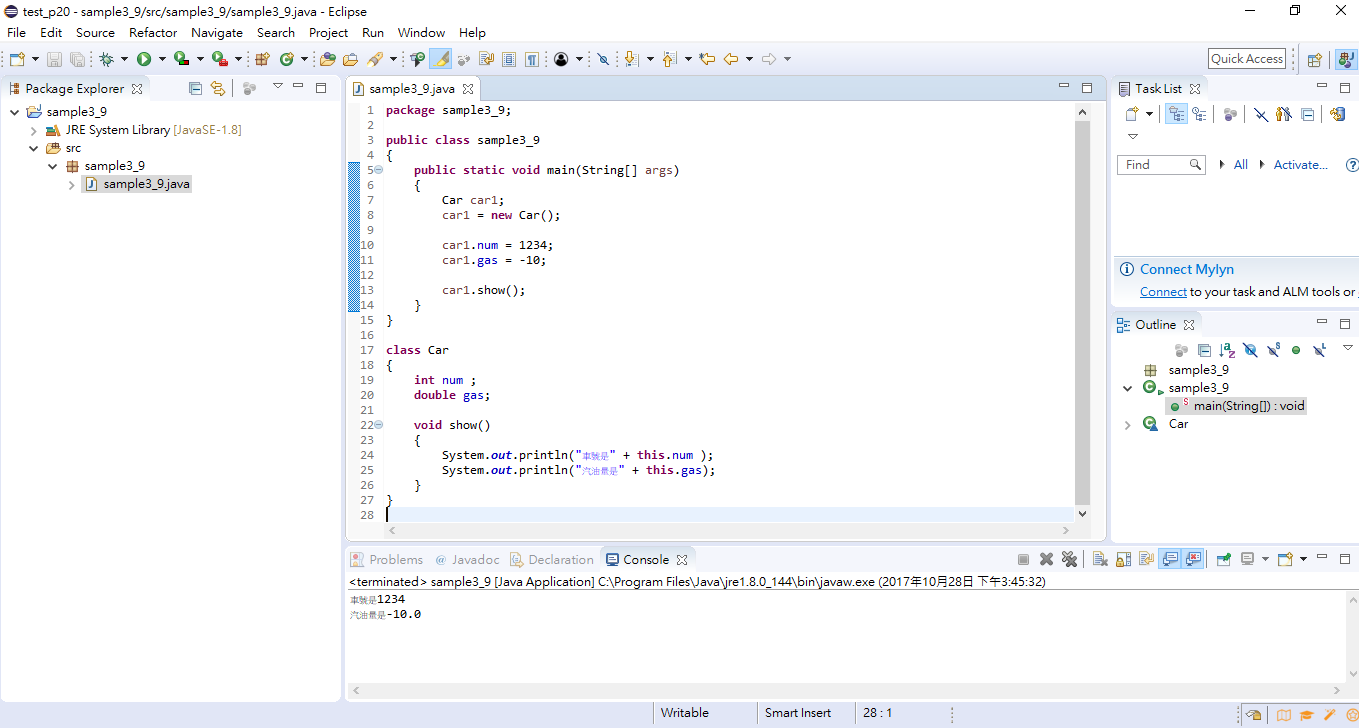 test_p20 - sample3_9/src/sample3_9/sample3_9.java - Eclipse
File Edit Source Refactor Navigate Search Project Run Window Help
Quick Access
Package Explorer
sample3_9
JRE System Library [JavaSE-1.8]
src
sample3_9
sample3_9.java
sample3_9.java
1 package sample3_9;
2
3 public class sample3_9
4 {
5 public static void main(String[] args)
6 {
7 Car car1;
8 car1 = new Car();
9
10 car1.num = 1234;
11 car1.gas = -10;
12
13 car1.show();
14 }
15 }
16
17 class Car
18 {
19 int num ;
20 double gas;
21
22 void show()
23 {
24 System.out.println("車號是" + this.num );
25 System.out.println("汽油量是" + this.gas);
26 }
27 }
28
Task List
Find All Activate...
Connect Mylyn
Connect to your task and ALM tools or
Outline
sample3_9
sample3_9
main(String[]) : void
Car
Problems @ Javadoc Declaration Console
<terminated> sample3_9 [Java Application] C:\Program Files\Java\jre1.8.0_144\bin\javaw.exe (2017年10月28日 下午3:45:32)
車號是1234
汽油量是-10.0
Writable Smart Insert 28 : 1